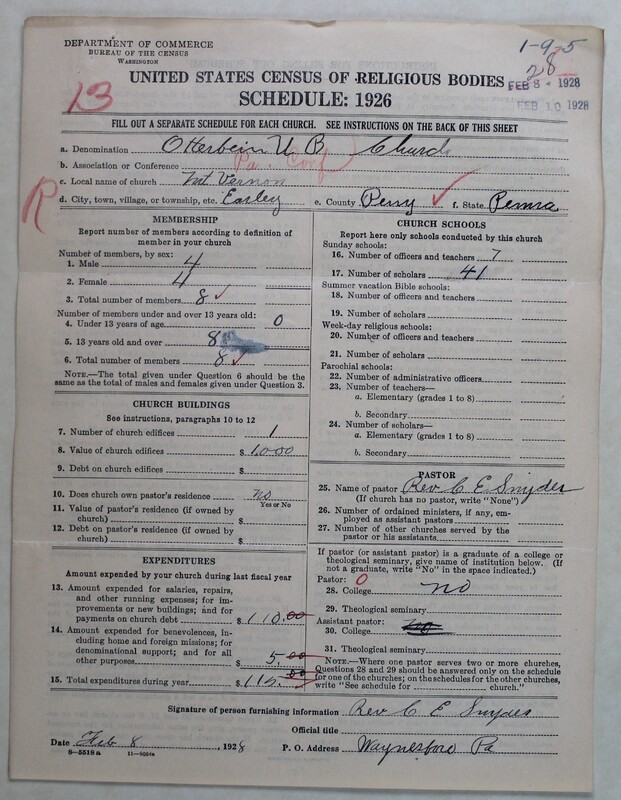 DEPARTMENT OF COMMERCE
BUREAU OF THE CENSUS
WASHINGTON
1-9-5
28
13
UNITED STATES CENSUS OF RELIGIOUS BODIES
FEB 8 - 1928
SCHEDULE: 1926
FEB 10 1928
FILL OUT A SEPARATE SCHEDULE FOR EACH CHURCH. SEE INSTRUCTIONS ON THE BACK OF THIS SHEET
a. Denomination Otterbein U B Church
b. Association or Conference Pa. Conf
c. Local name of church Mt Vernon
R
d. City, town, village, or township, etc. Easley e. County Perry ✓ f. State Penna
MEMBERSHIP
Report number of members according to definition of
member in your church
Number of members, by sex:
1. Male 4
2. Female 4
3. Total number of members 8 ✓
Number of members under and over 13 years old:
4. Under 13 years of age 0
5. 13 years old and over 8
6. Total number of members 8 ✓
NOTE.—The total given under Question 6 should be the
same as the total of males and females given under Question 3.
CHURCH BUILDINGS
See instructions, paragraphs 10 to 12
7. Number of church edifices 1
8. Value of church edifices $ 1000
9. Debt on church edifices $
10. Does church own pastor's residence no
Yes or No
11. Value of pastor's residence (if owned by
church) $
12. Debt on pastor's residence (if owned by
church) $
EXPENDITURES
Amount expended by your church during last fiscal year
13. Amount expended for salaries, repairs,
and other running expenses; for im-
provements or new buildings; and for
payments on church debt $ 110.00
14. Amount expended for benevolences,
including home and foreign missions; for
denominational support; and for all
other purposes $ 5.00
15. Total expenditures during year $ 115.00
CHURCH SCHOOLS
Report here only schools conducted by this church
Sunday schools:
16. Number of officers and teachers 7
17. Number of scholars 41
Summer vacation Bible schools:
18. Number of officers and teachers
19. Number of scholars
Week-day religious schools:
20. Number of officers and teachers
21. Number of scholars
Parochial schools:
22. Number of administrative officers
23. Number of teachers—
a. Elementary (grades 1 to 8)
b. Secondary
24. Number of scholars—
a. Elementary (grades 1 to 8)
b. Secondary
PASTOR
25. Name of pastor Rev C E Snyder
(If church has no pastor, write "None")
26. Number of ordained ministers, if any, em-
ployed as assistant pastors
27. Number of other churches served by the
pastor or his assistants
If pastor (or assistant pastor) is a graduate of a college or
theological seminary, give name of institution below. (If
not a graduate, write "No" in the space indicated.)
Pastor: 0
28. College no
29. Theological seminary
Assistant pastor:
30. College
31. Theological seminary
NOTE.—Where one pastor serves two or more churches,
Questions 28 and 29 should be answered only on the schedule
for one of the churches; on the schedules for the other churches,
write "See schedule for church."
Signature of person furnishing information Rev C E Snyder
Official title
Date Feb 8, 1928 P. O. Address Waynesboro Pa
8-5518a 11-8034a